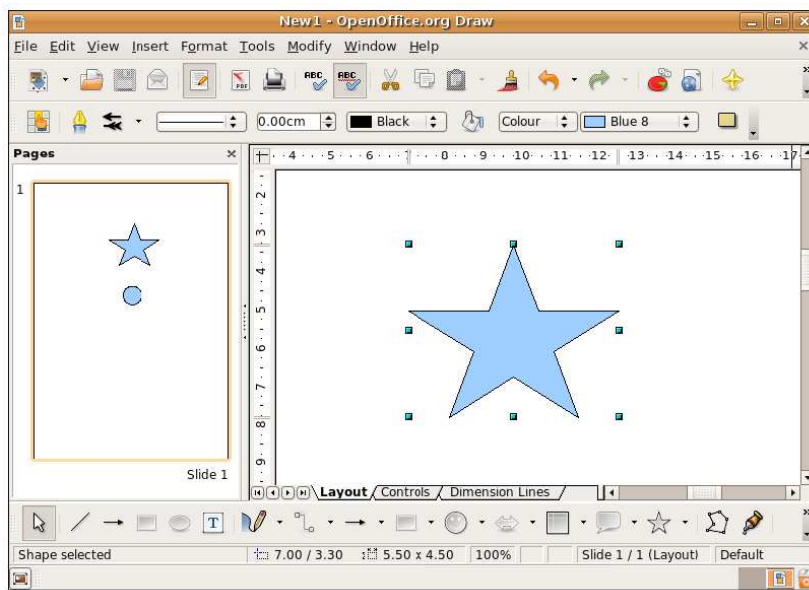 New1 - OpenOffice.org Draw
File Edit View Insert Format Tools Modify Window Help
PDF ABC ABC
0.00cm Black Colour Blue 8
Pages
4 5 6 7 8 9 10 11 12 13 14 15 16 17
1
2
3
4
5
6
7
8
9
Slide 1
Layout Controls Dimension Lines
T
Shape selected 7.00 / 3.30 5.50 x 4.50 100% Slide 1 / 1 (Layout) Default